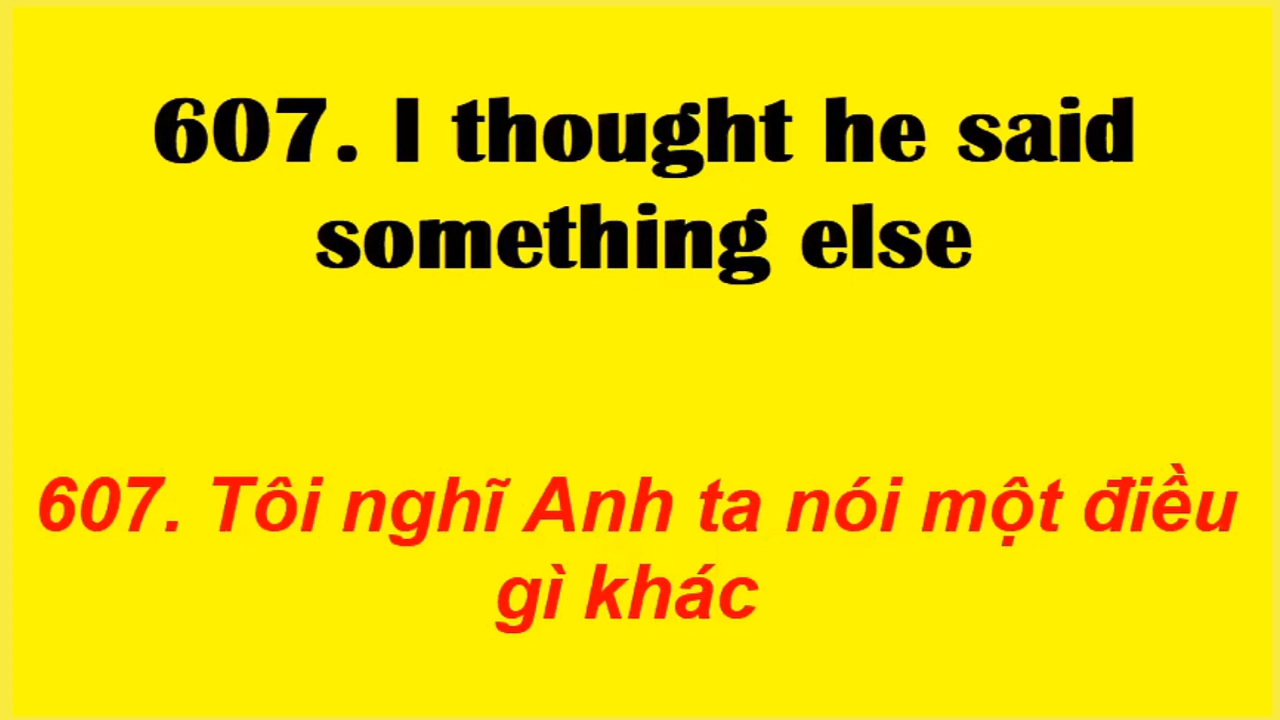 607. I thought he said
something else
607. Tôi nghĩ Anh ta nói một điều
gì khác